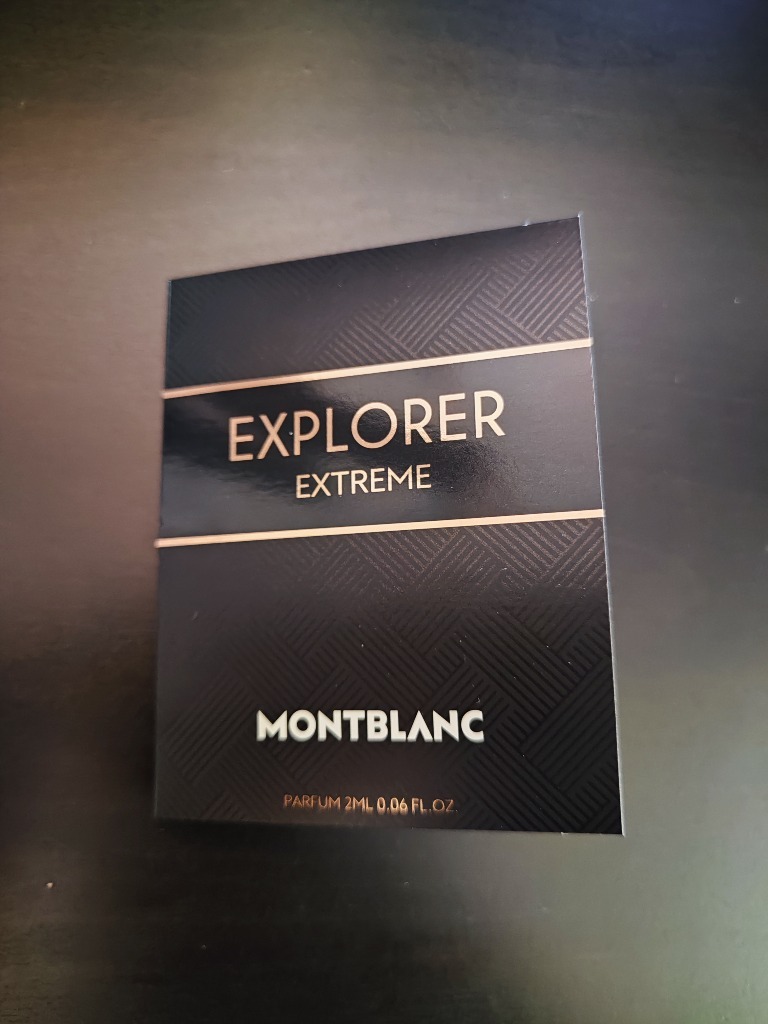 EXPLORER
EXTREME
MONTBLANC
PARFUM 2ML 0.06 FL.OZ.